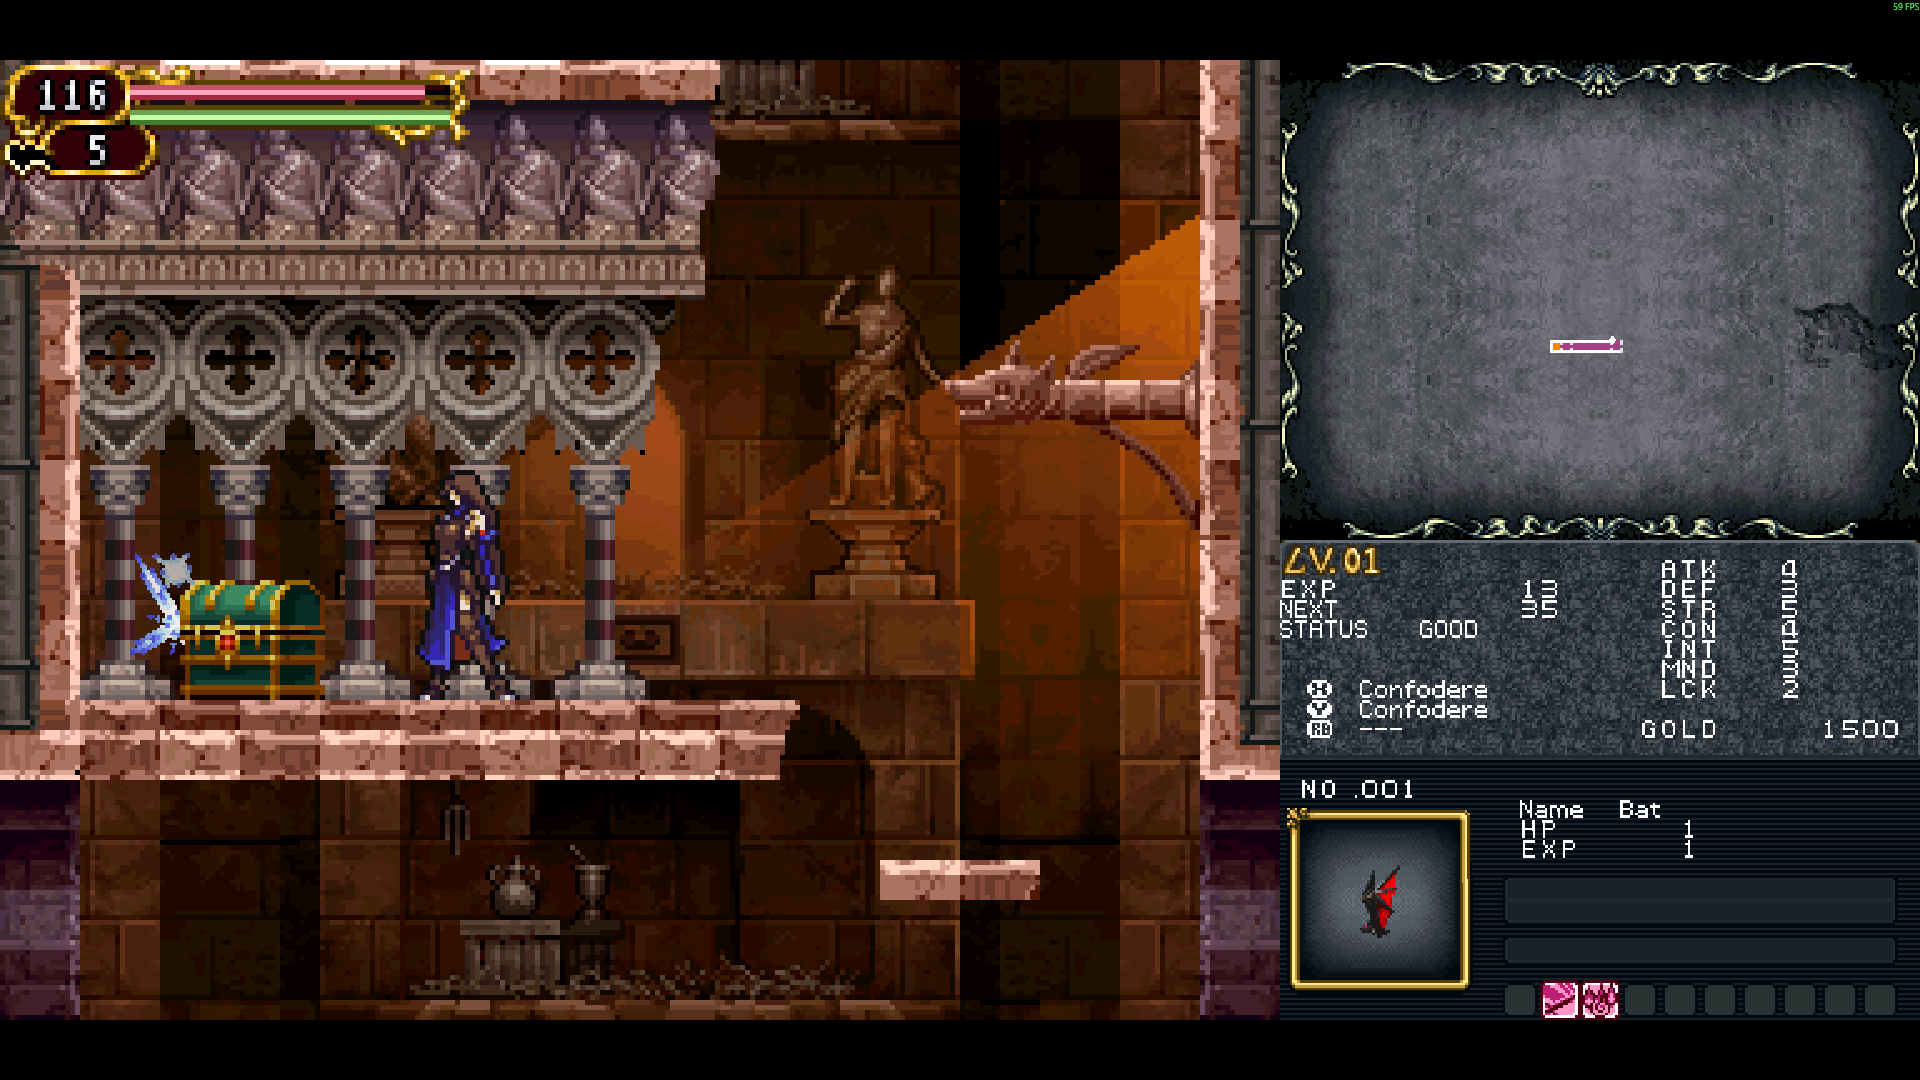 59 FPS
116
5
LV.01
EXP 13
NEXT 35
STATUS GOOD
ATK 4
DEF 3
STR 5
CON 4
INT 5
MND 3
LCK 2
X Confodere
Y Confodere
RB ---
GOLD 1500
NO .001
Name Bat
HP 1
EXP 1